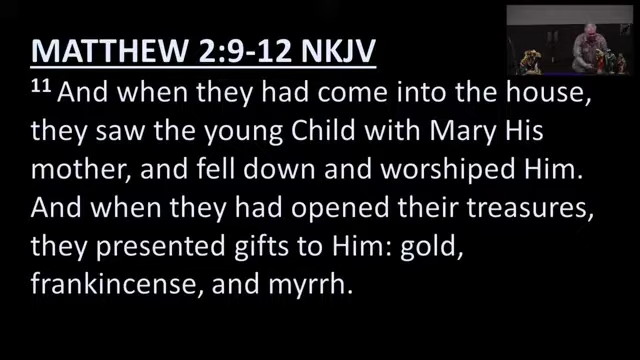 MATTHEW 2:9-12 NKJV
11 And when they had come into the house,
they saw the young Child with Mary His
mother, and fell down and worshiped Him.
And when they had opened their treasures,
they presented gifts to Him: gold,
frankincense, and myrrh.